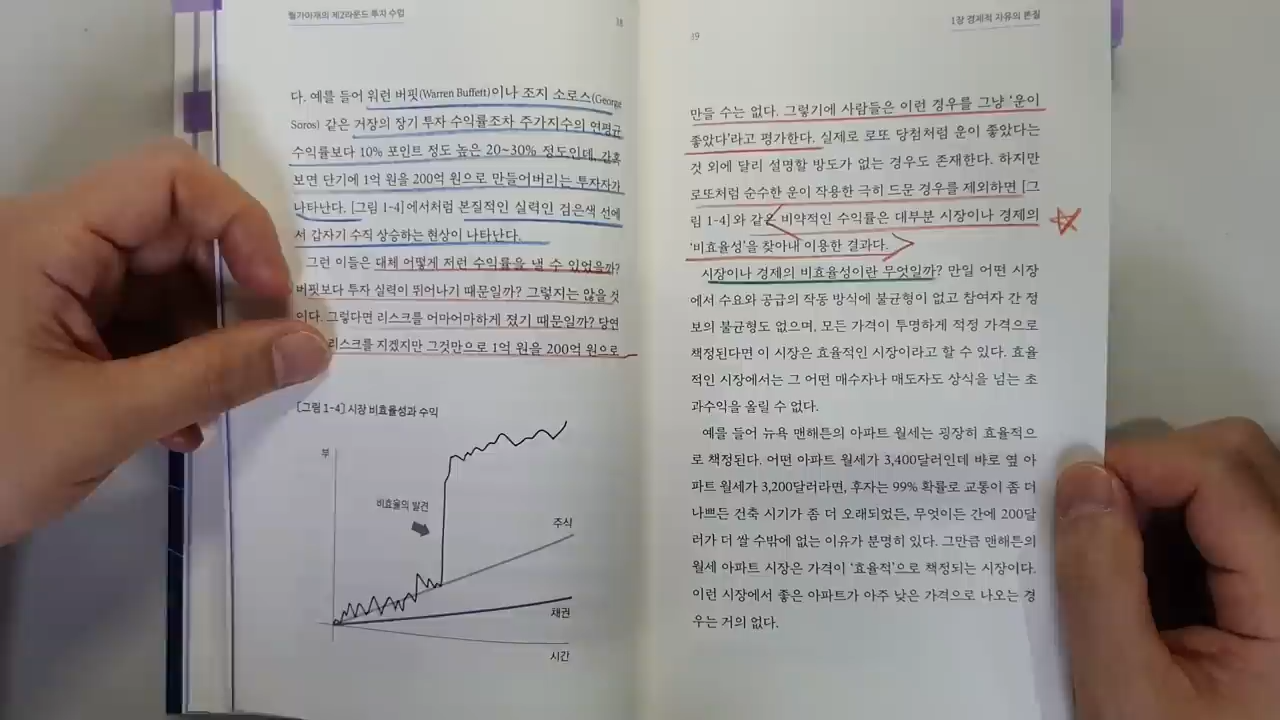 월가아재의 제2라운드 투자 수업
18
다. 예를 들어 워런 버핏(Warren Buffett)이나 조지 소로스(George
Soros) 같은 거장의 장기 투자 수익률조차 주가지수의 연평균
수익률보다 10% 포인트 정도 높은 20~30% 정도인데, 간혹
보면 단기에 1억 원을 200억 원으로 만들어버리는 투자자가
나타난다. [그림 1-4]에서처럼 본질적인 실력인 검은색 선에
서 갑자기 수직 상승하는 현상이 나타난다.
그런 이들은 대체 어떻게 저런 수익률을 낼 수 있었을까?
버핏보다 투자 실력이 뛰어나기 때문일까? 그렇지는 않을 것
이다. 그렇다면 리스크를 어마어마하게 졌기 때문일까? 당연
리스크를 지겠지만 그것만으로 1억 원을 200억 원으로
[그림 1-4] 시장 비효율성과 수익
부
비효율의 발견
주식
채권
시간
19
1장 경제적 자유의 본질
만들 수는 없다. 그렇기에 사람들은 이런 경우를 그냥 '운이
좋았다'라고 평가한다. 실제로 로또 당첨처럼 운이 좋았다는
것 외에 달리 설명할 방도가 없는 경우도 존재한다. 하지만
로또처럼 순수한 운이 작용한 극히 드문 경우를 제외하면 [그
림 1-4]와 같은 비약적인 수익률은 대부분 시장이나 경제의
'비효율성'을 찾아내 이용한 결과다.
시장이나 경제의 비효율성이란 무엇일까? 만일 어떤 시장
에서 수요와 공급의 작동 방식에 불균형이 없고 참여자 간 정
보의 불균형도 없으며, 모든 가격이 투명하게 적정 가격으로
책정된다면 이 시장은 효율적인 시장이라고 할 수 있다. 효율
적인 시장에서는 그 어떤 매수자나 매도자도 상식을 넘는 초
과수익을 올릴 수 없다.
예를 들어 뉴욕 맨해튼의 아파트 월세는 굉장히 효율적으
로 책정된다. 어떤 아파트 월세가 3,400달러인데 바로 옆 아
파트 월세가 3,200달러라면, 후자는 99% 확률로 교통이 좀 더
나쁘든 건축 시기가 좀 더 오래되었든, 무엇이든 간에 200달
러가 더 쌀 수밖에 없는 이유가 분명히 있다. 그만큼 맨해튼의
월세 아파트 시장은 가격이 '효율적'으로 책정되는 시장이다.
이런 시장에서 좋은 아파트가 아주 낮은 가격으로 나오는 경
우는 거의 없다.